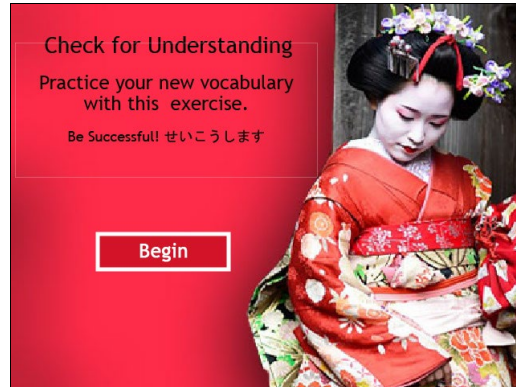 Check for Understanding
Practice your new vocabulary
with this exercise.
Be Successful! せいこうします
Begin